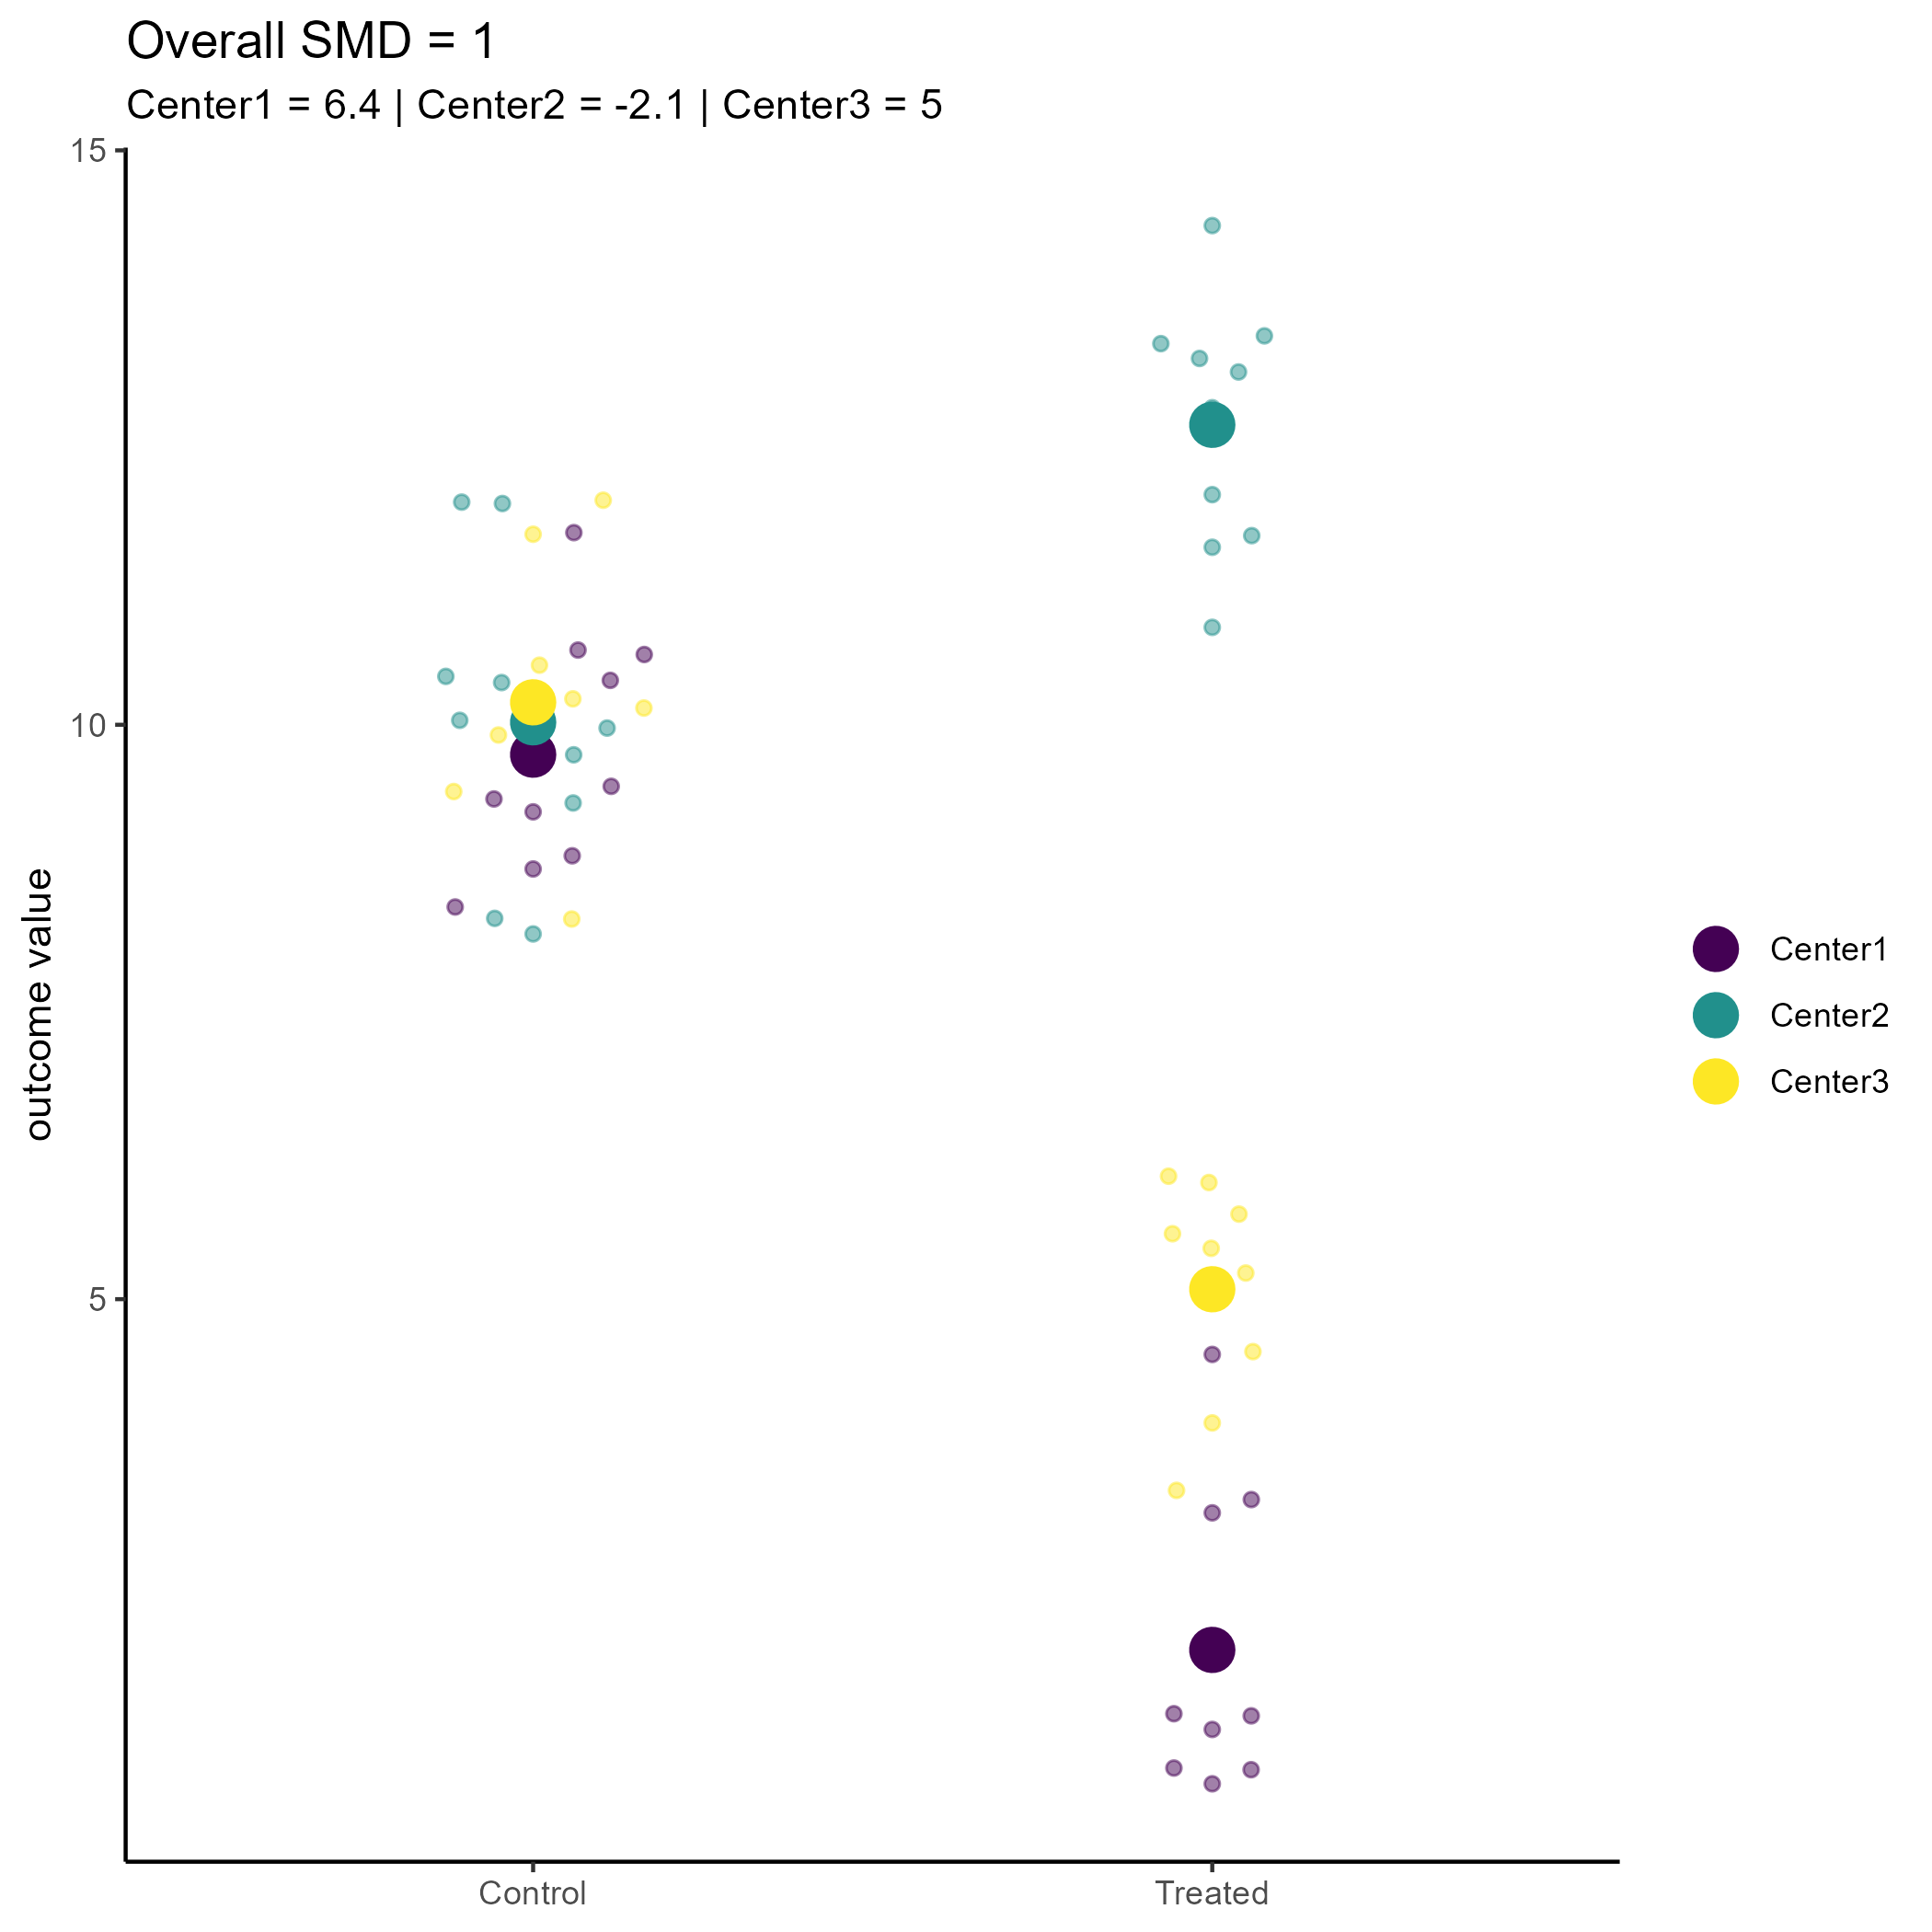 Overall SMD = 1
Center1 = 6.4 | Center2 = -2.1 | Center3 = 5
15
10
5
outcome value
Control
Treated
Center1
Center2
Center3